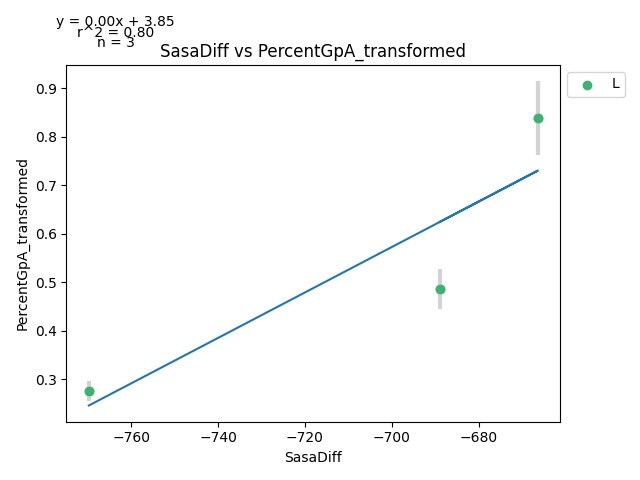 y = 0.00x + 3.85
r^2 = 0.80
n = 3
SasaDiff vs PercentGpA_transformed
L
PercentGpA_transformed
0.9
0.8
0.7
0.6
0.5
0.4
0.3
−760
−740
−720
−700
−680
SasaDiff